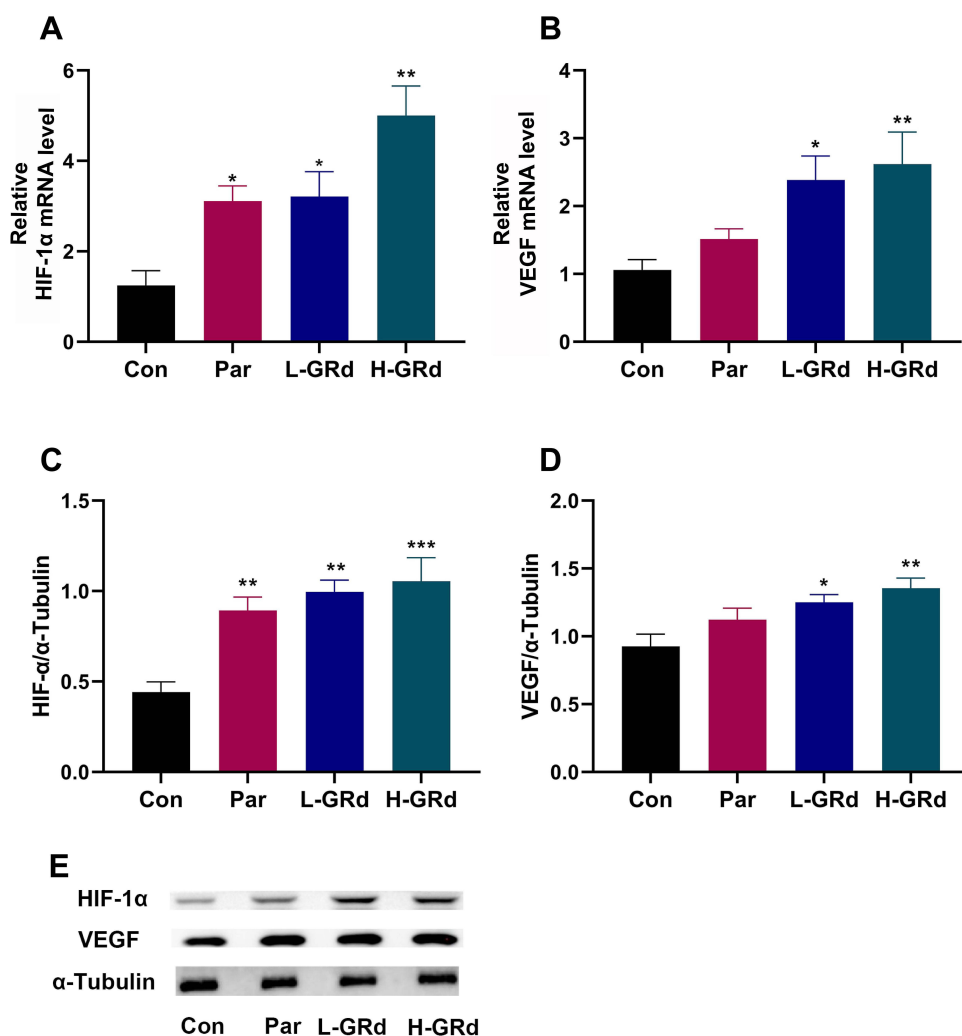 A
Relative
HIF-1α mRNA level
6
4
2
0
*
*
**
Con Par L-GRd H-GRd
B
Relative
VEGF mRNA level
4
3
2
1
0
*
**
Con Par L-GRd H-GRd
C
HIF-α/α-Tubulin
1.5
1.0
0.5
0.0
**
**
***
Con Par L-GRd H-GRd
D
VEGF/α-Tubulin
2.0
1.5
1.0
0.5
0.0
*
**
Con Par L-GRd H-GRd
E
HIF-1α
VEGF
α-Tubulin
Con Par L-GRd H-GRd